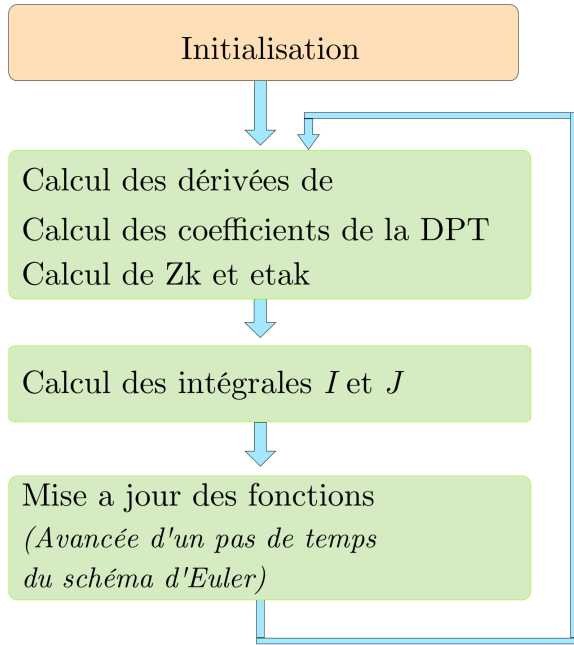 Initialisation
Calcul des dérivées de
Calcul des coefficients de la DPT
Calcul de Zk et etak
Calcul des intégrales I et J
Mise a jour des fonctions
(Avancée d'un pas de temps
du schéma d'Euler)